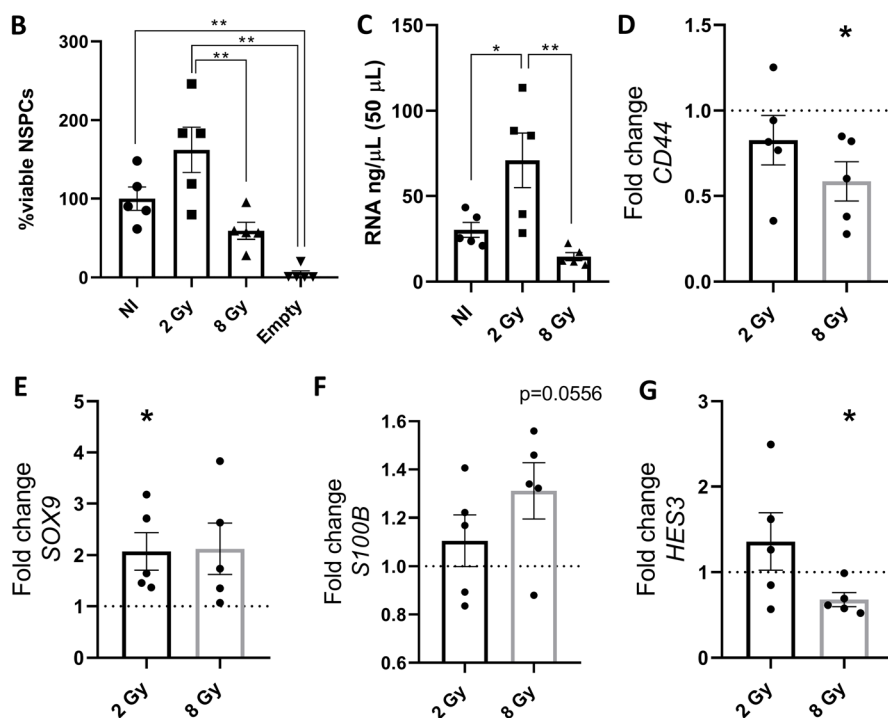 B
**
**
**
%viable NSPCs
300
200
100
0
NI
2 Gy
8 Gy
Empty
C
*
**
RNA ng/μL (50 μL)
150
100
50
0
NI
2 Gy
8 Gy
D
*
Fold change
CD44
1.5
1.0
0.5
0.0
2 Gy
8 Gy
E
*
Fold change
SOX9
5
4
3
2
1
0
2 Gy
8 Gy
F
p=0.0556
Fold change
S100B
1.6
1.4
1.2
1.0
0.8
0.6
2 Gy
8 Gy
G
*
Fold change
HES3
3
2
1
0
2 Gy
8 Gy